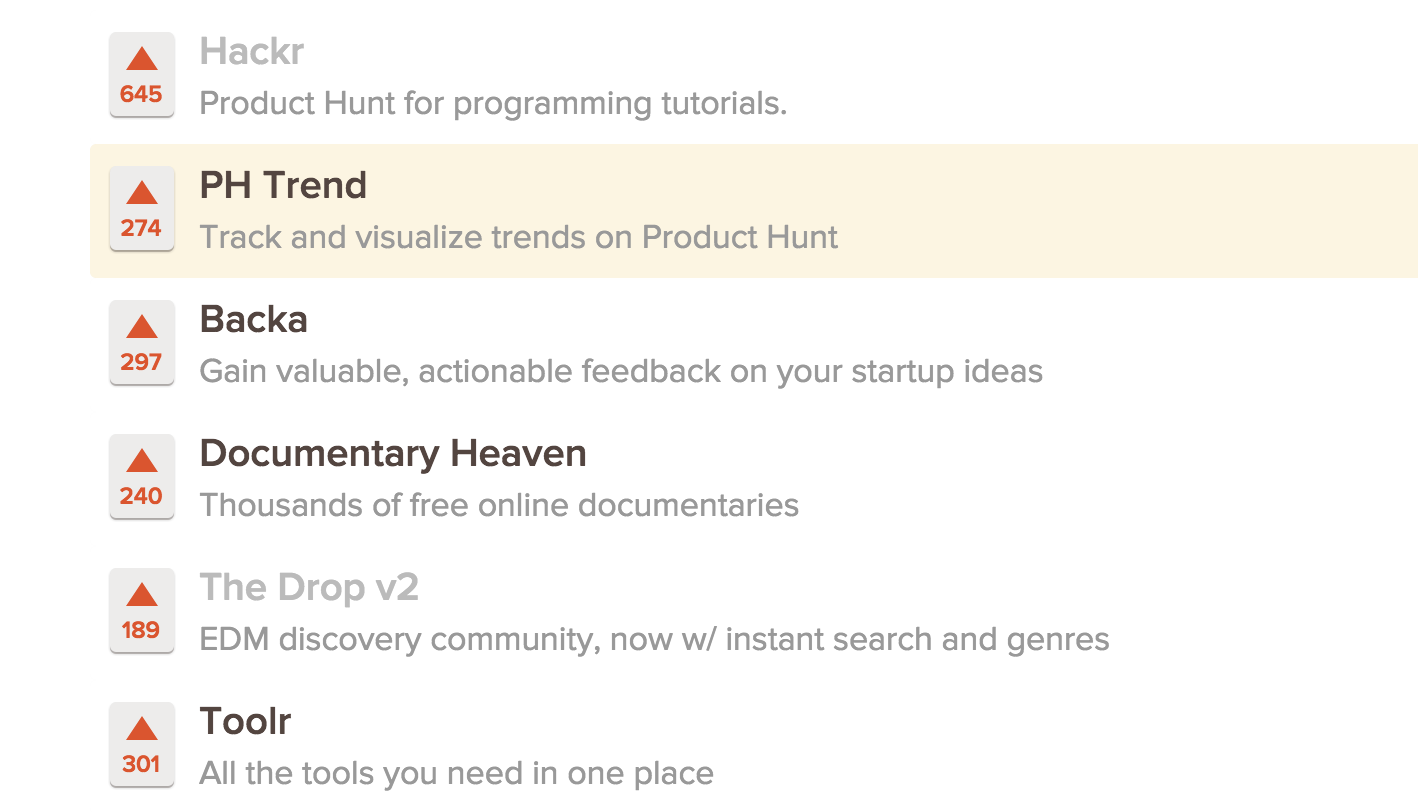 Hackr
645
Product Hunt for programming tutorials.
PH Trend
274
Track and visualize trends on Product Hunt
Backa
297
Gain valuable, actionable feedback on your startup ideas
Documentary Heaven
240
Thousands of free online documentaries
The Drop v2
189
EDM discovery community, now w/ instant search and genres
Toolr
301
All the tools you need in one place